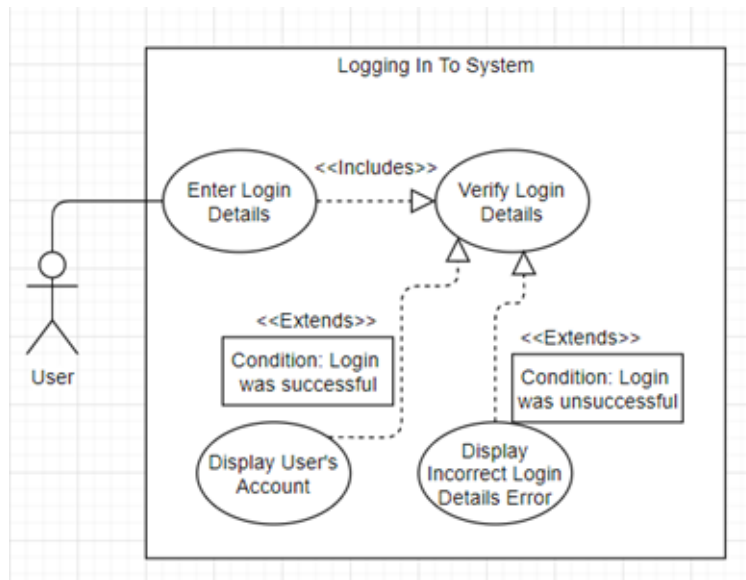 Logging In To System
<<Includes>>
Enter Login
Details
Verify Login
Details
User
<<Extends>>
Condition: Login
was successful
<<Extends>>
Condition: Login
was unsuccessful
Display User's
Account
Display
Incorrect Login
Details Error